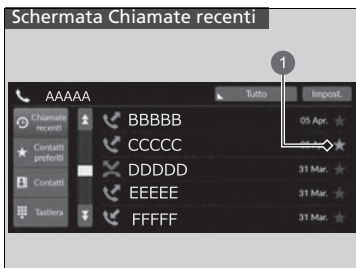 Schermata Chiamate recenti
1
AAAAA
Tutto
Impost.
Chiamate
recenti
BBBBB
05 Apr.
Contatti
preferiti
CCCCC
DDDDD
31 Mar.
Contatti
EEEEE
31 Mar.
Tastiera
FFFFF
31 Mar.